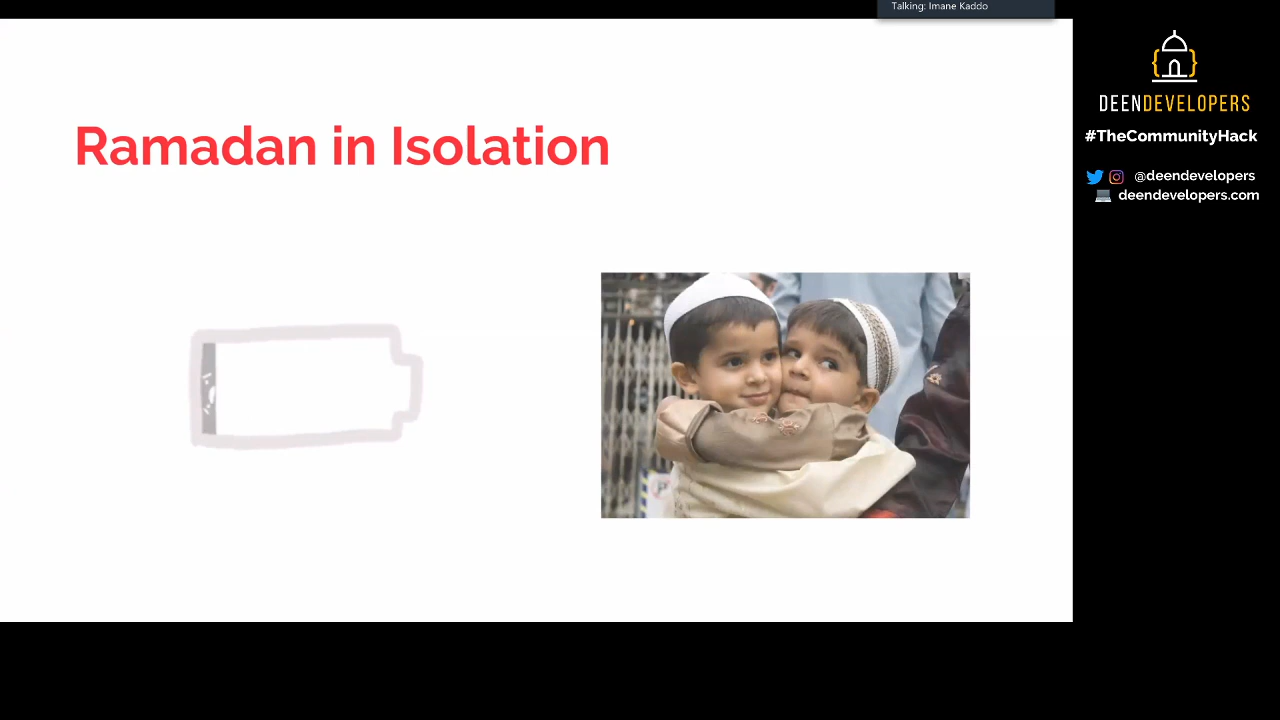 Talking: Imane Kaddo
Ramadan in Isolation
DEENDEVELOPERS
#TheCommunityHack
@deendevelopers
deendevelopers.com